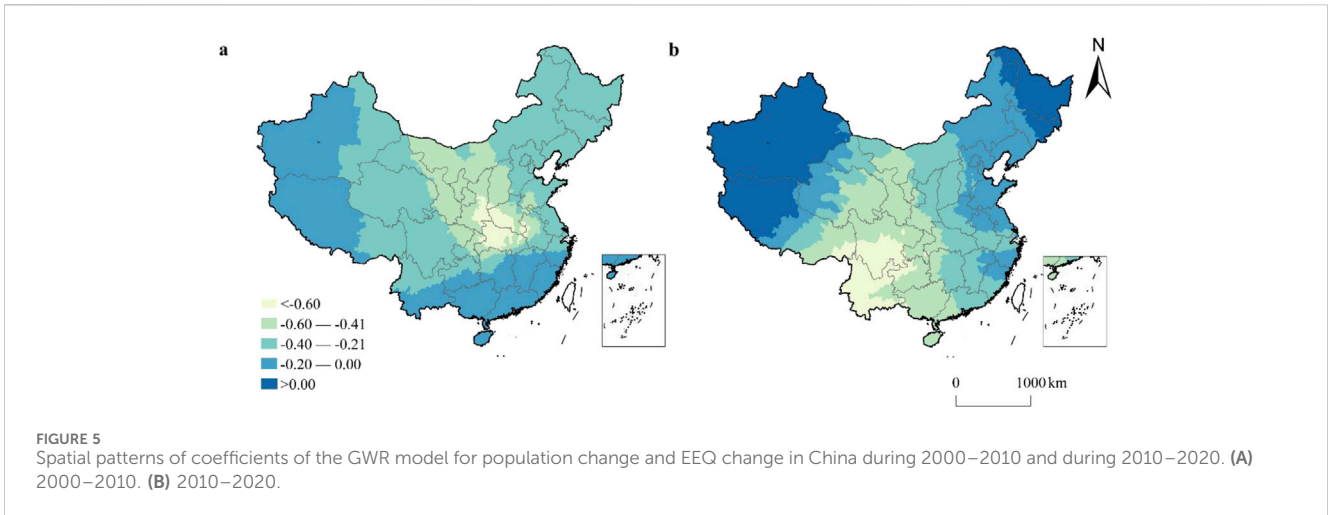 a
b
N
<-0.60
-0.60 — -0.41
-0.40 — -0.21
-0.20 — 0.00
>0.00
0 1000 km
FIGURE 5
Spatial patterns of coefficients of the GWR model for population change and EEQ change in China during 2000–2010 and during 2010–2020. (A)
2000–2010. (B) 2010–2020.